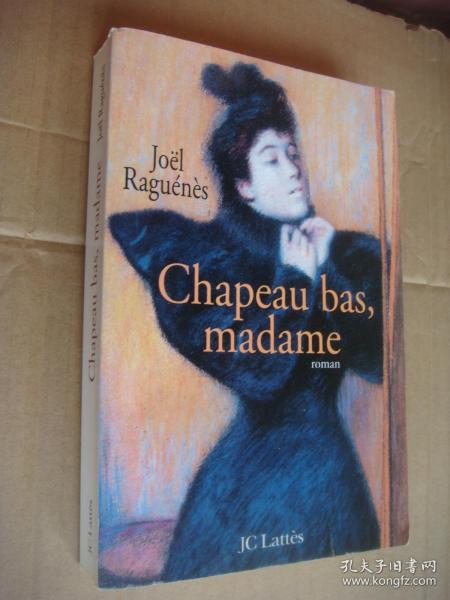 Joël
Raguénès
Chapeau bas,
madame
roman
JC Lattès
Joël Raguénès
Chapeau bas, madame
JC Lattès
孔夫子旧书网
www.kongfz.com